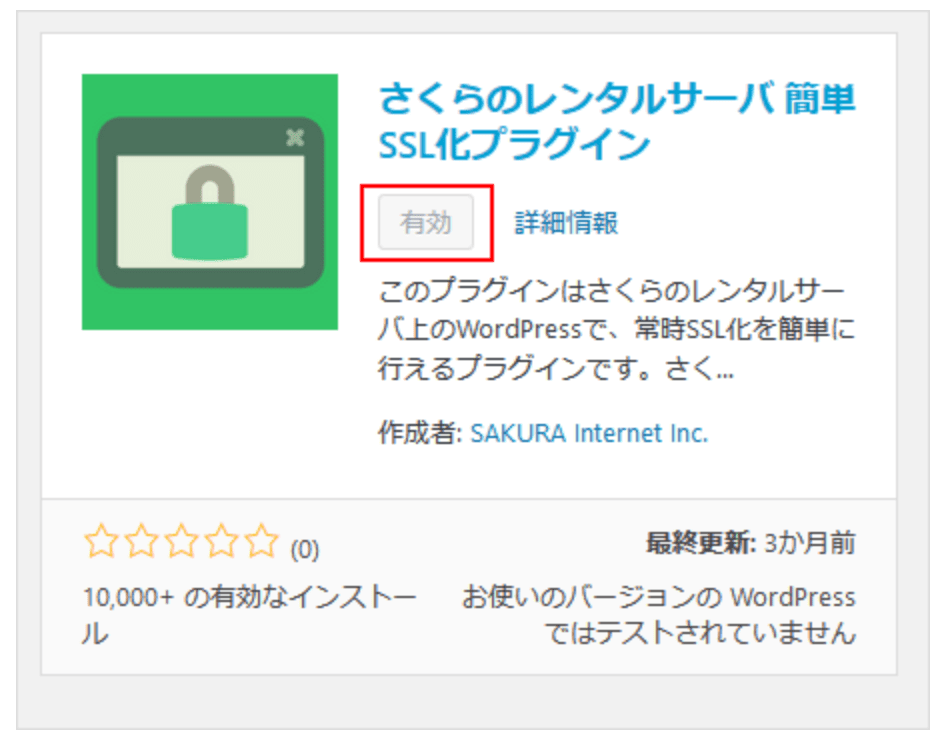 さくらのレンタルサーバ 簡単
SSL化プラグイン
有効
詳細情報
このプラグインはさくらのレンタルサー
バ上のWordPressで、常時SSL化を簡単に
行えるプラグインです。さく...
作成者: SAKURA Internet Inc.
(0)
最終更新: 3か月前
10,000+ の有効なインストー
ル
お使いのバージョンの WordPress
ではテストされていません